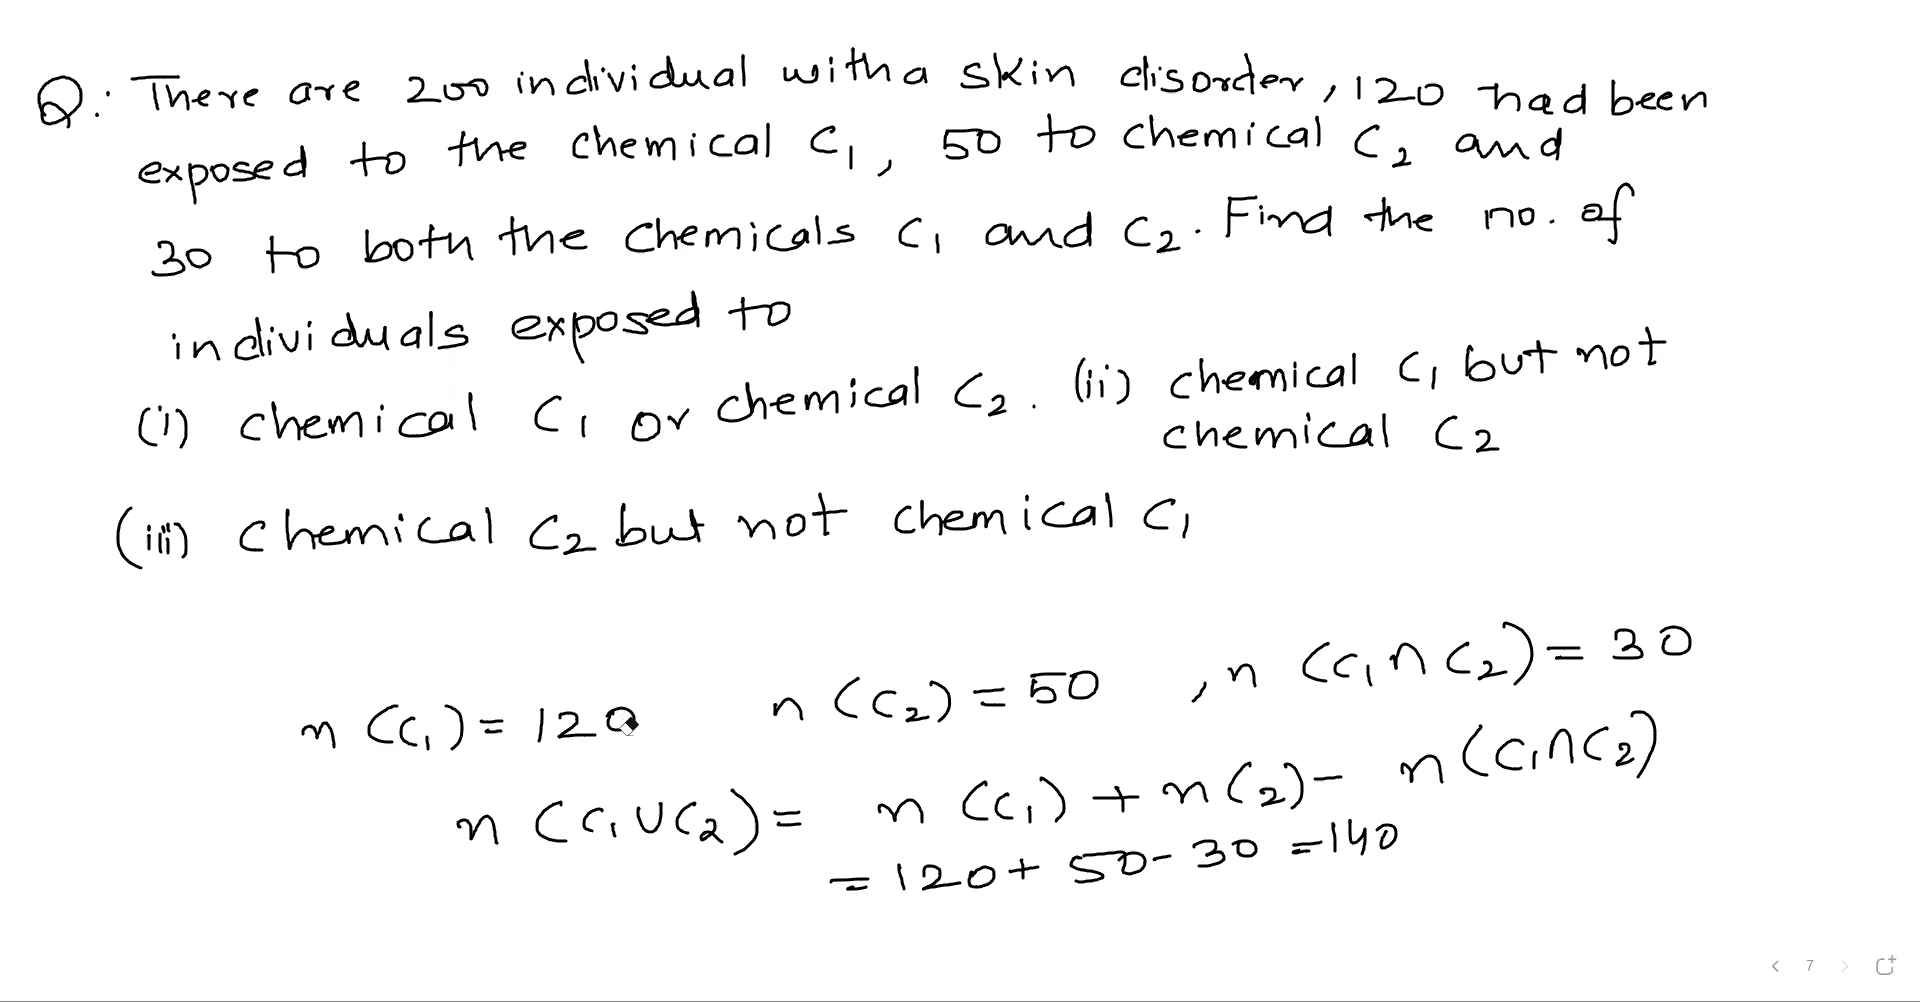 Q: There are 200 individual with a skin disorder, 120 had been
exposed to the chemical C1, 50 to chemical C2 and
30 to both the chemicals C1 and C2. Find the no. of
individuals exposed to
(i) chemical C1 or chemical C2. (ii) chemical C1 but not
chemical C2
(iii) chemical C2 but not chemical C1
n (C1) = 120 n (C2) = 50 , n (C1 ∩ C2) = 30
n (C1 ∪ C2) = n (C1) + n (2) - n (C1 ∩ C2)
= 120 + 50 - 30 = 140
< 7 >